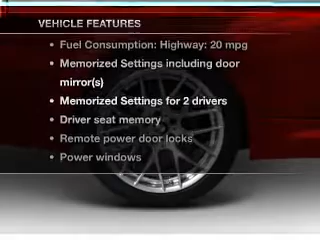 VEHICLE FEATURES
• Fuel Consumption: Highway: 20 mpg
• Memorized Settings including door
mirror(s)
• Memorized Settings for 2 drivers
• Driver seat memory
• Remote power door locks
• Power windows